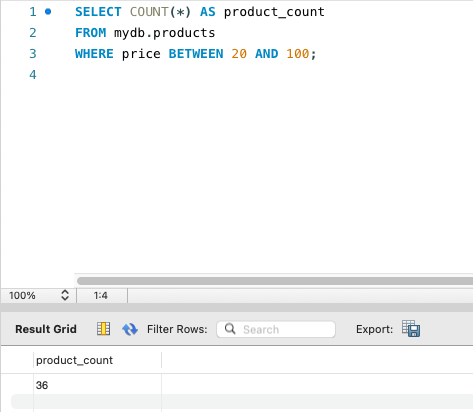 1 SELECT COUNT(*) AS product_count
2 FROM mydb.products
3 WHERE price BETWEEN 20 AND 100;
4
100% 1:4
Result Grid Filter Rows: Search Export:
product_count
36